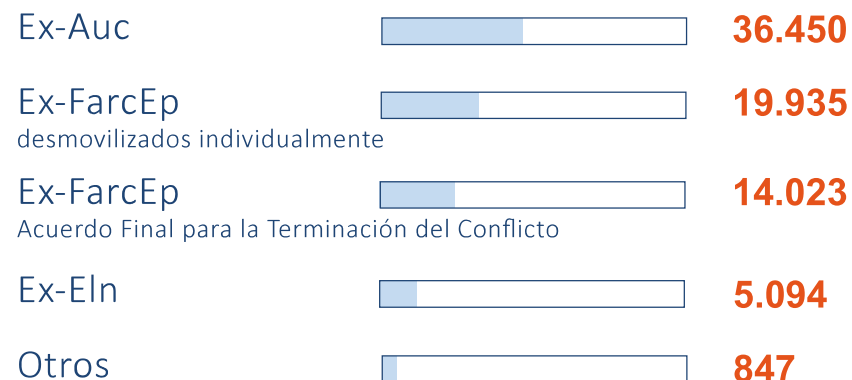 Ex-Auc 36.450
Ex-FarcEp 19.935
desmovilizados individualmente
Ex-FarcEp 14.023
Acuerdo Final para la Terminación del Conflicto
Ex-Eln 5.094
Otros 847